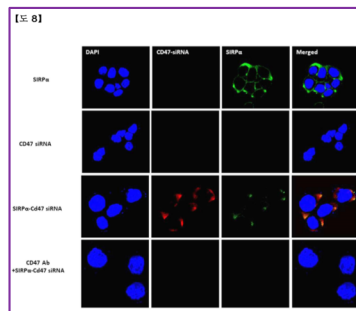 【도 8】
DAPI CD47-siRNA SIRPα Merged
SIRPα
CD47 siRNA
SIRPα-Cd47 siRNA
CD47 Ab
+SIRPα-Cd47 siRNA